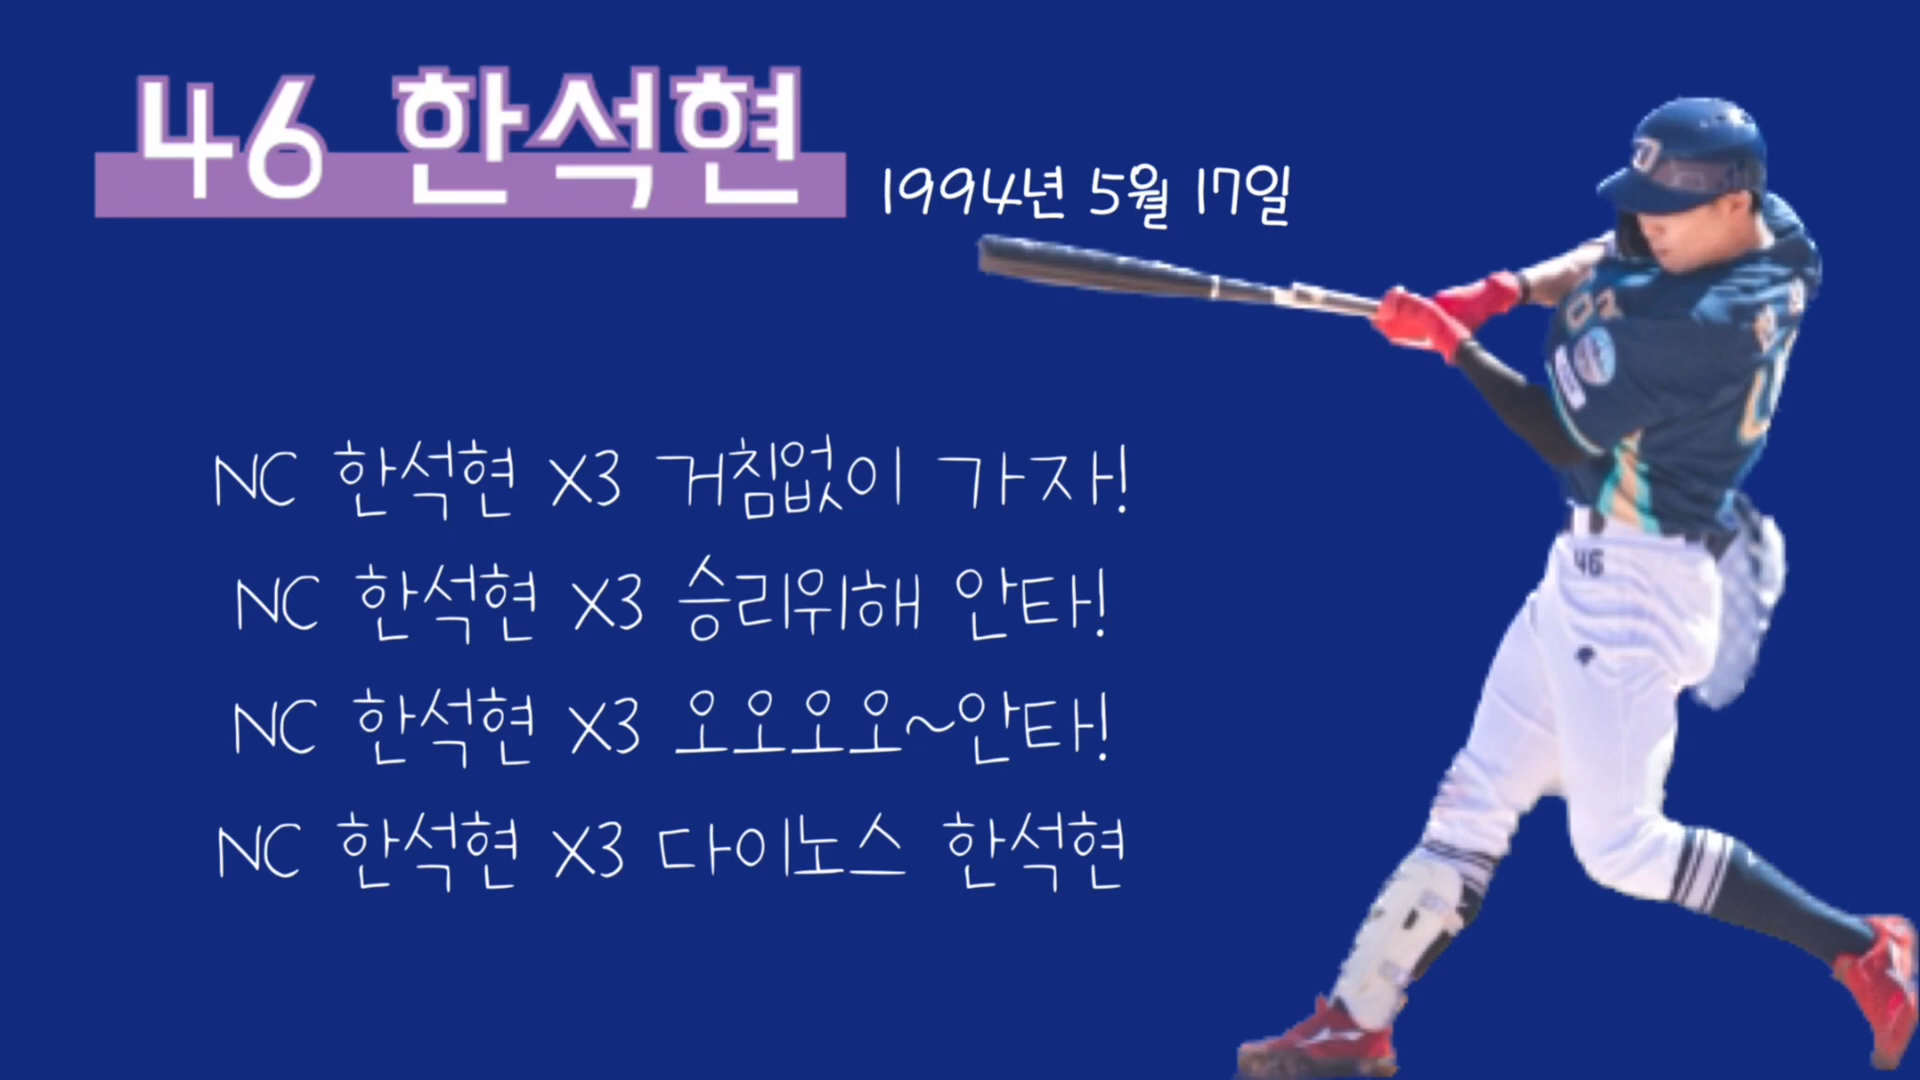 46 한석현
1994년 5월 17일
NC 한석현 X3 거침없이 가자!
NC 한석현 X3 승리위해 안타!
NC 한석현 X3 오오오오~안타!
NC 한석현 X3 다이노스 한석현
46